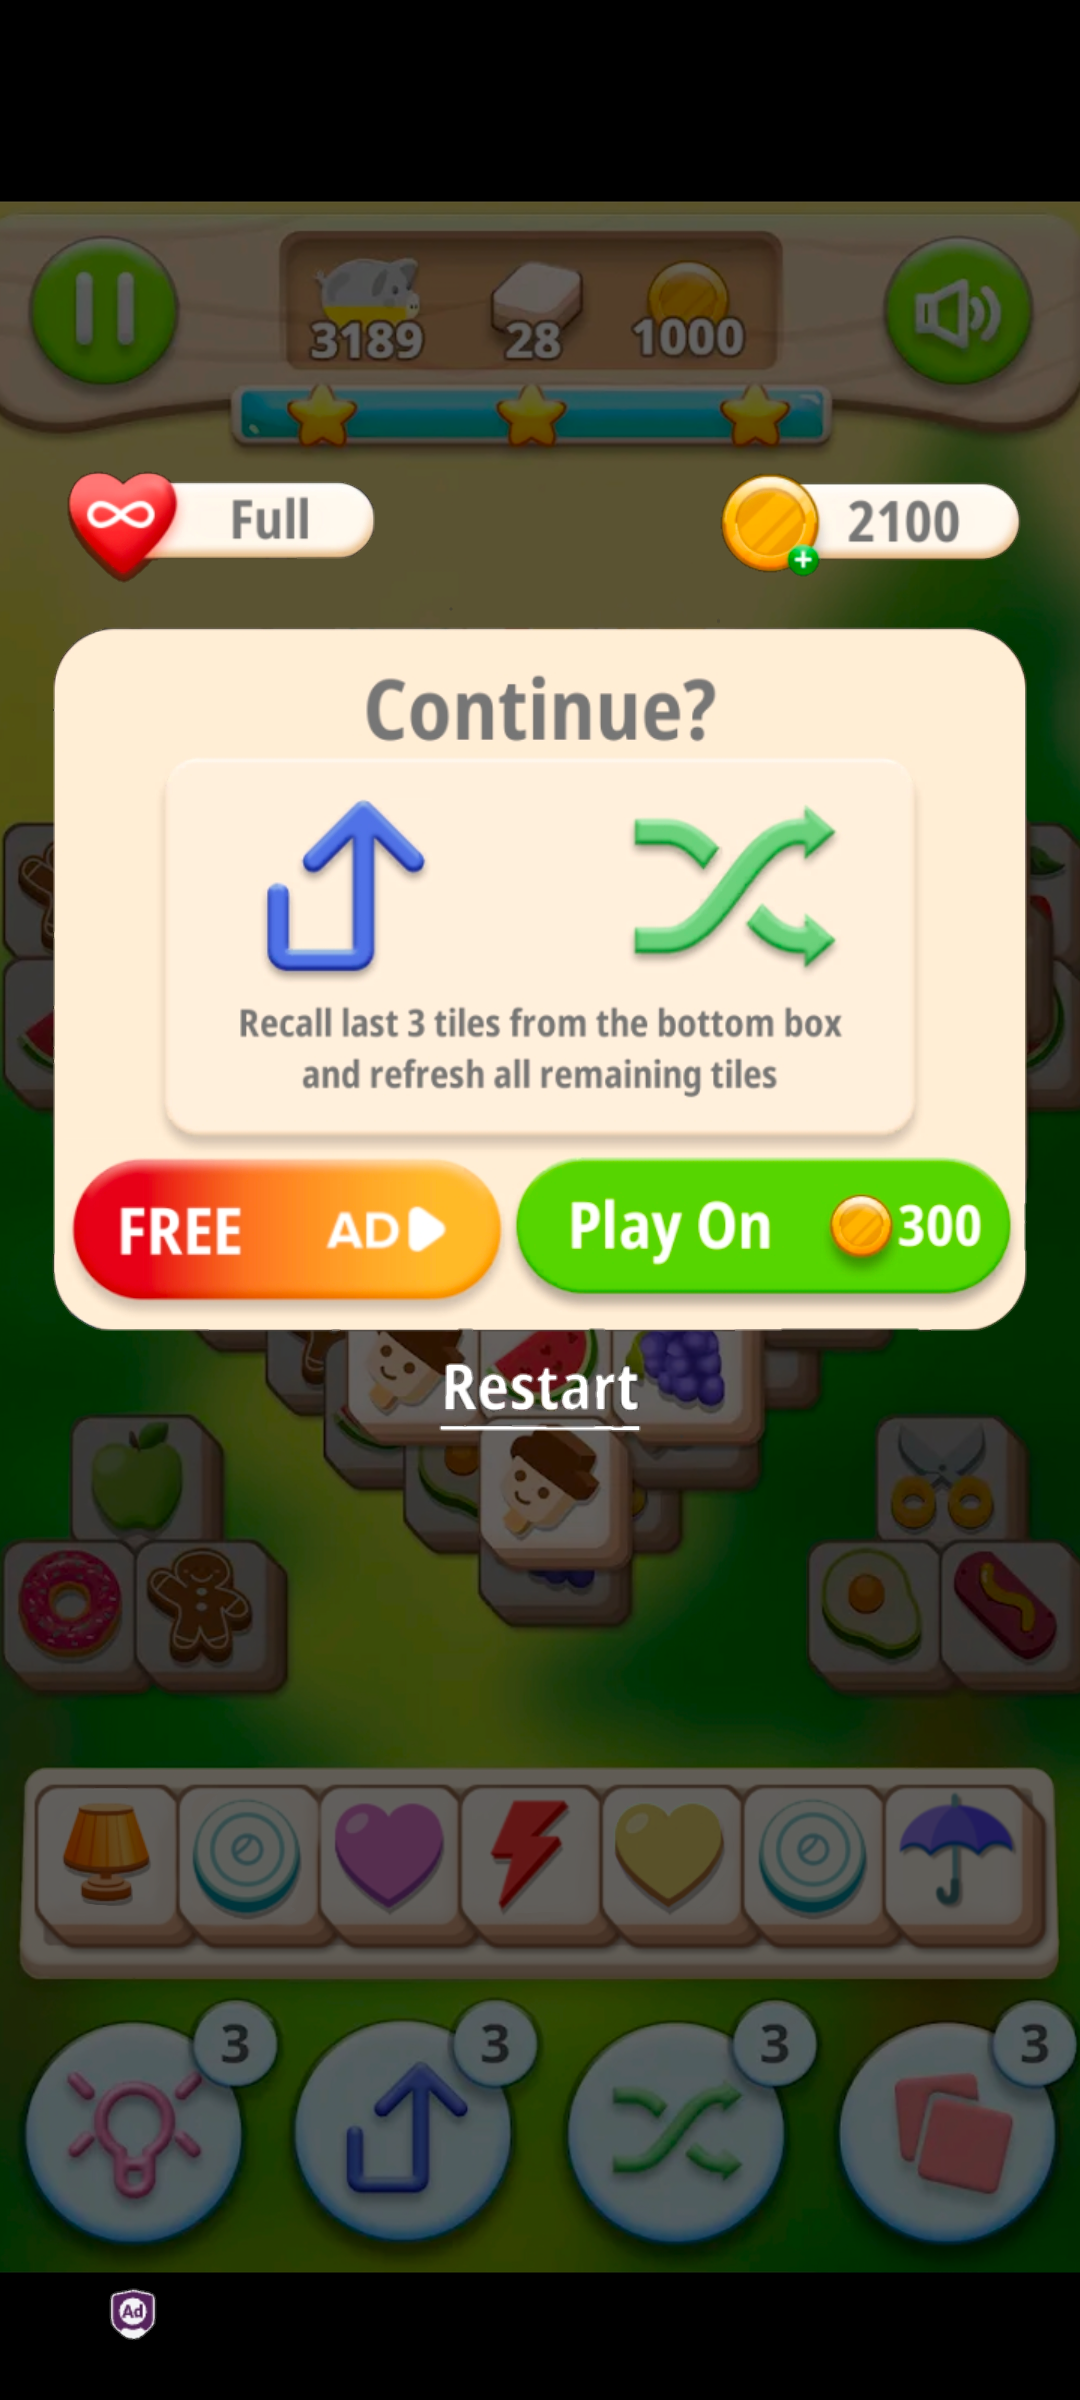 3189 28 1000
Full 2100
Continue?
Recall last 3 tiles from the bottom box
and refresh all remaining tiles
FREE AD Play On 300
Restart
3 3 3 3
Ad